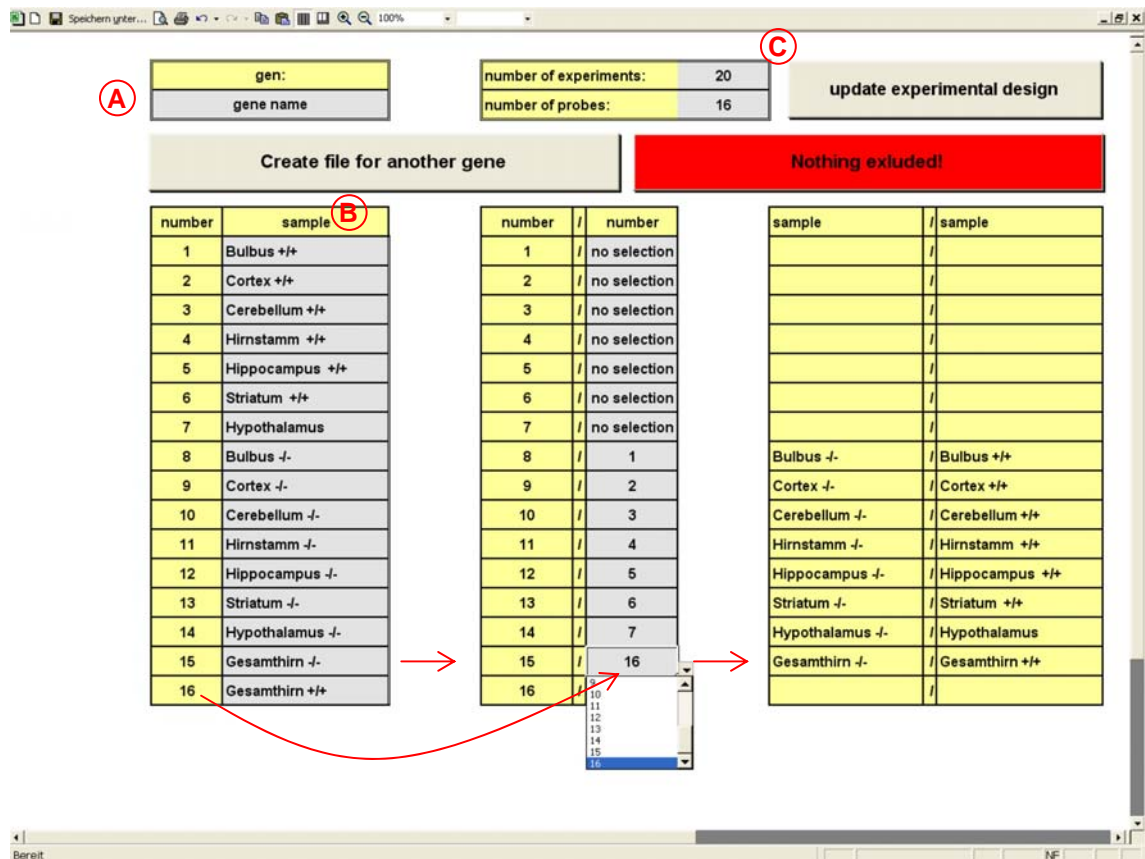 Speichern unter... 100%
C
gen: number of experiments: 20 update experimental design
A
gene name number of probes: 16
Create file for another gene Nothing exluded!
B
number sample number / number sample / sample
1 Bulbus +/+ 1 / no selection /
2 Cortex +/+ 2 / no selection /
3 Cerebellum +/+ 3 / no selection /
4 Hirnstamm +/+ 4 / no selection /
5 Hippocampus +/+ 5 / no selection /
6 Striatum +/+ 6 / no selection /
7 Hypothalamus 7 / no selection /
8 Bulbus -/- 8 / 1 Bulbus -/- / Bulbus +/+
9 Cortex -/- 9 / 2 Cortex -/- / Cortex +/+
10 Cerebellum -/- 10 / 3 Cerebellum -/- / Cerebellum +/+
11 Hirnstamm -/- 11 / 4 Hirnstamm -/- / Hirnstamm +/+
12 Hippocampus -/- 12 / 5 Hippocampus -/- / Hippocampus +/+
13 Striatum -/- 13 / 6 Striatum -/- / Striatum +/+
14 Hypothalamus -/- 14 / 7 Hypothalamus -/- / Hypothalamus
15 Gesamthirn -/- 15 / 16 Gesamthirn -/- / Gesamthirn +/+
16 Gesamthirn +/+ 16 / /
9
10
11
12
13
14
15
16
Bereit NF